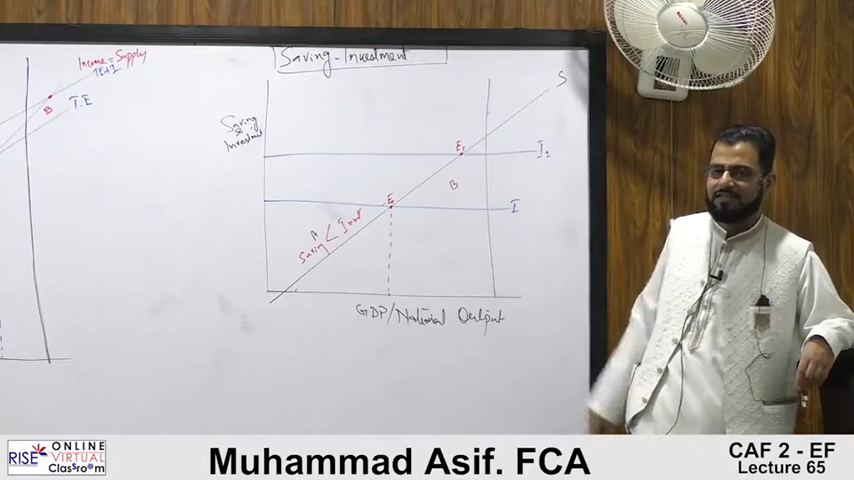 Income = Supply
TE+I
T.E
B
Saving - Investment
Saving
&
Investment
S
I₂
I
E₁
E
B
A
Saving < Invt
GDP/National Output
RISE
ONLINE
VIRTUAL
Classroom
Muhammad Asif. FCA
CAF 2 - EF
Lecture 65